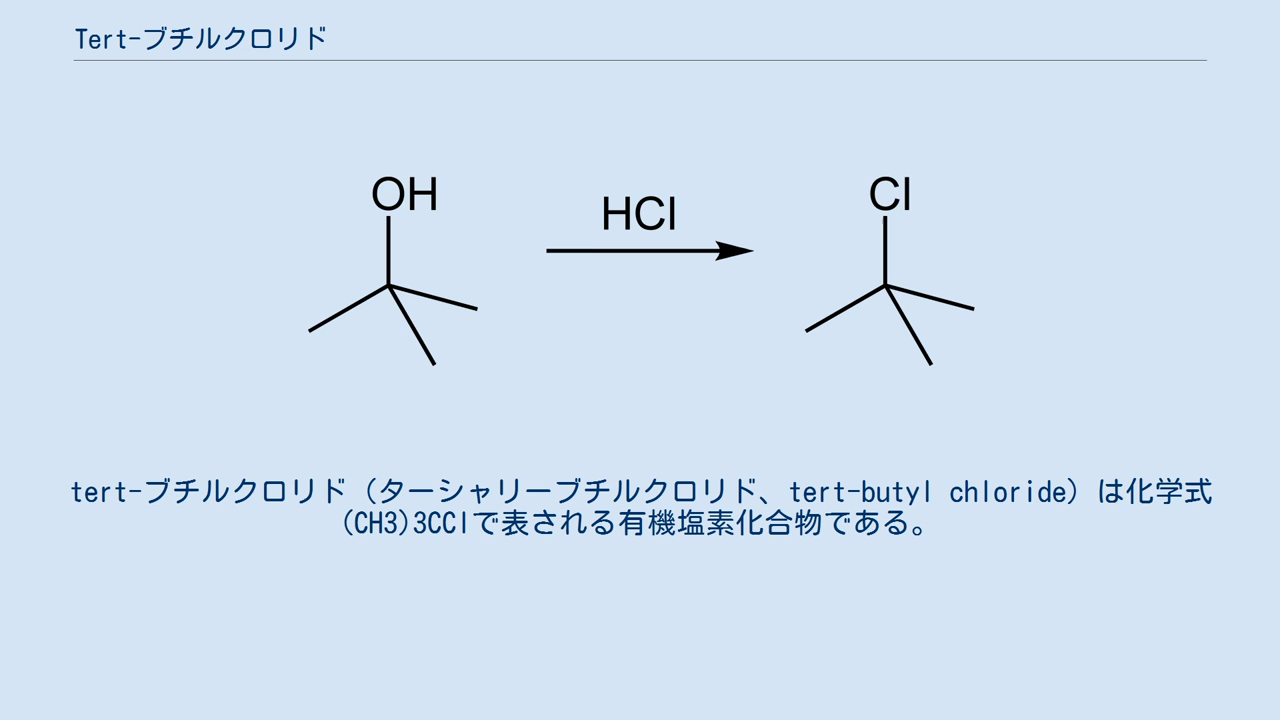 Tert-ブチルクロリド
OH
HCl
Cl
tert-ブチルクロリド（ターシャリーブチルクロリド、tert-butyl chloride）は化学式
(CH3)3CClで表される有機塩素化合物である。